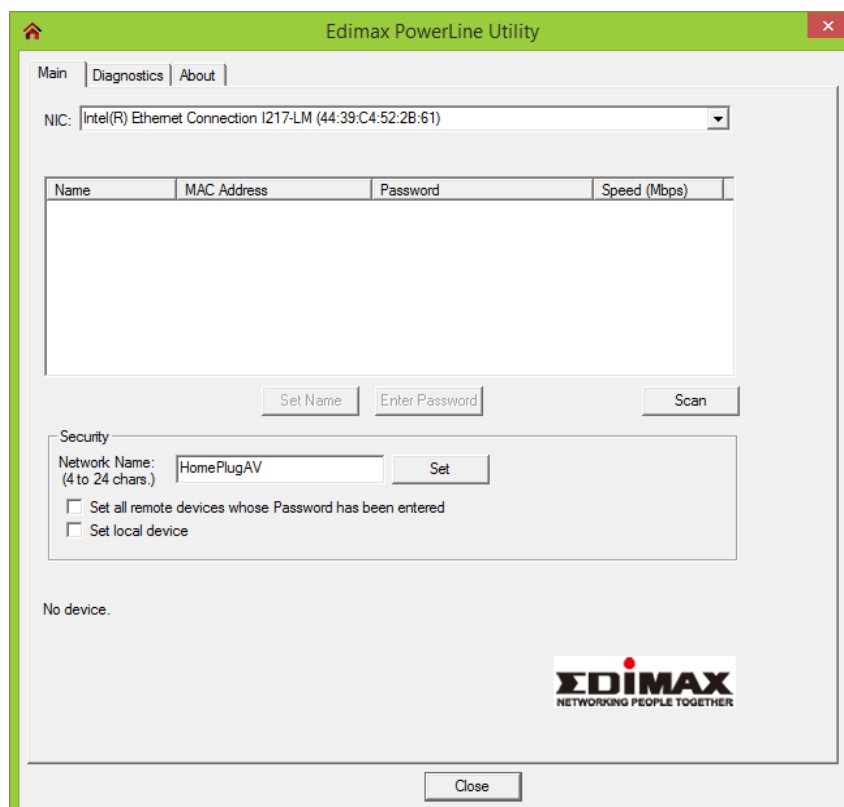 Edimax PowerLine Utility
Main Diagnostics About
NIC: Intel(R) Ethernet Connection I217-LM (44:39:C4:52:2B:61)
Name MAC Address Password Speed (Mbps)
Set Name Enter Password Scan
Security
Network Name: HomePlugAV Set
(4 to 24 chars.)
Set all remote devices whose Password has been entered
Set local device
No device.
EDIMAX
NETWORKING PEOPLE TOGETHER
Close